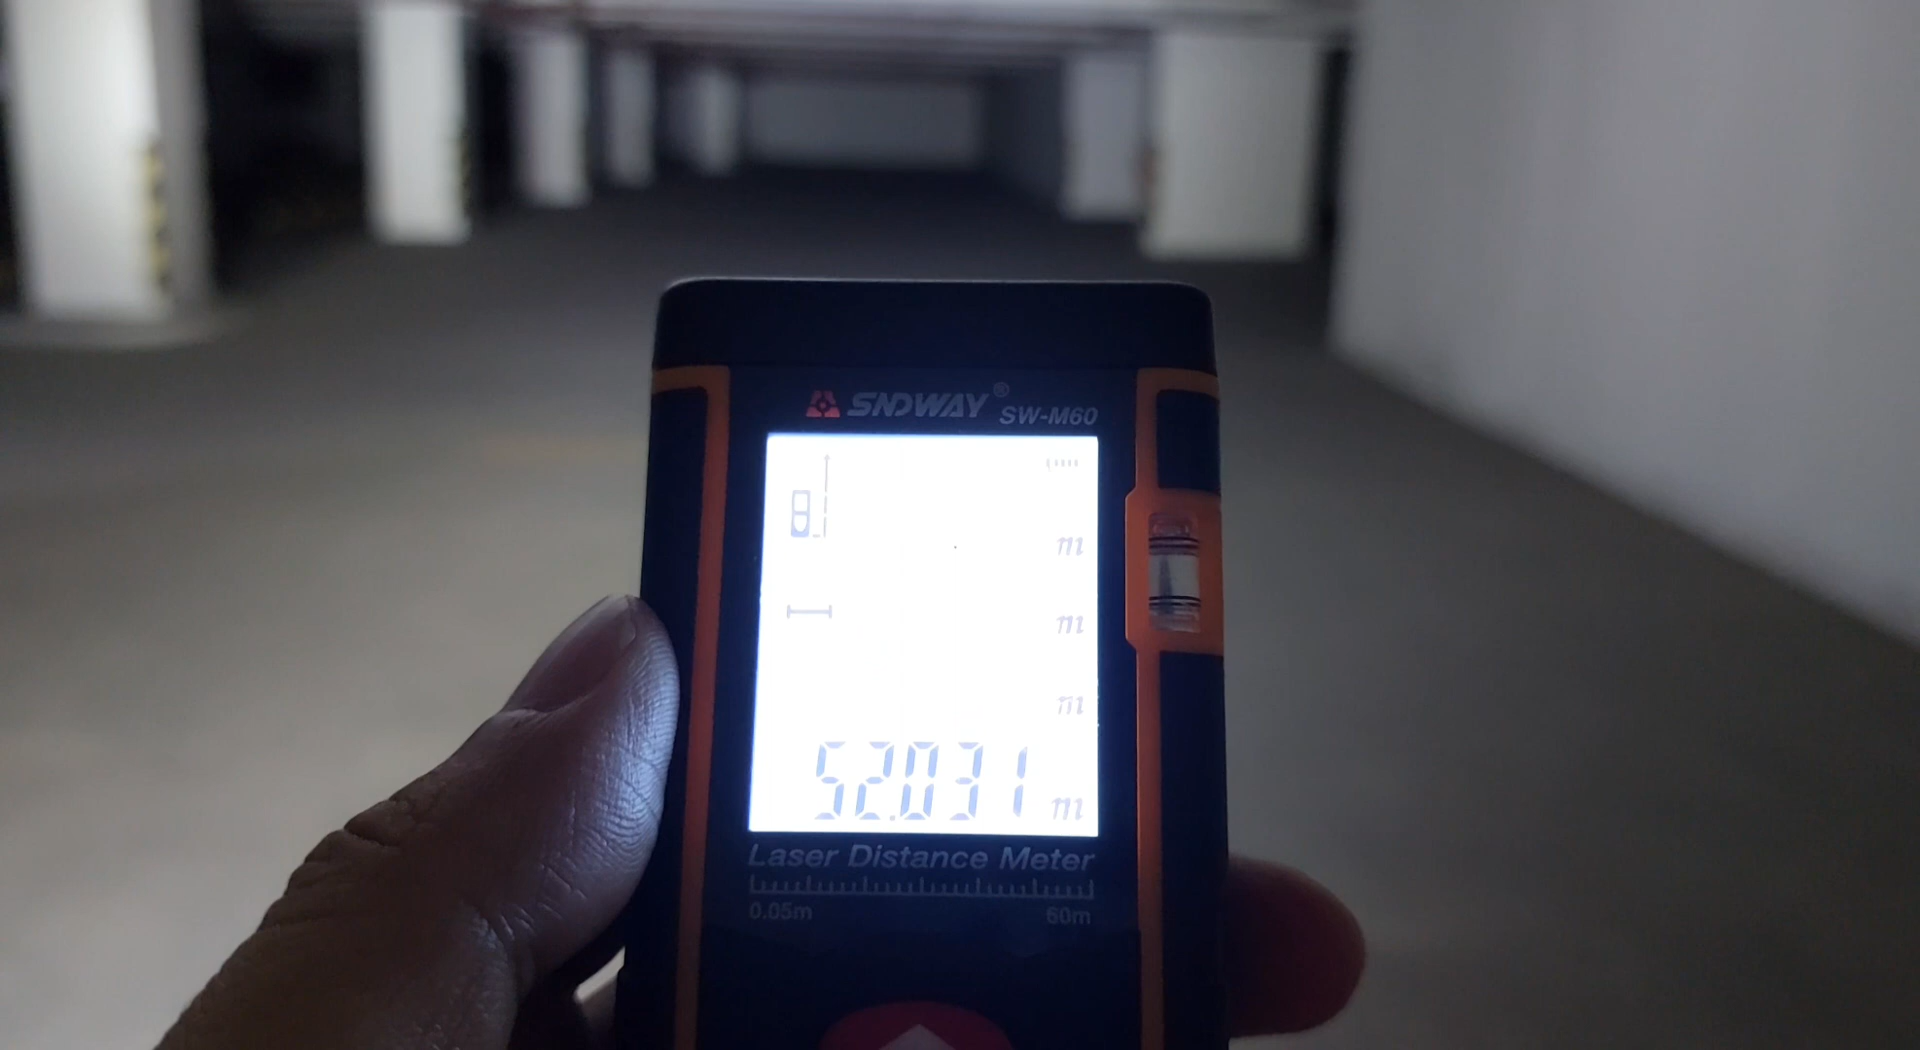 SNDWAY® SW-M60
m
m
m
52.031 m
Laser Distance Meter
0.05m 60m